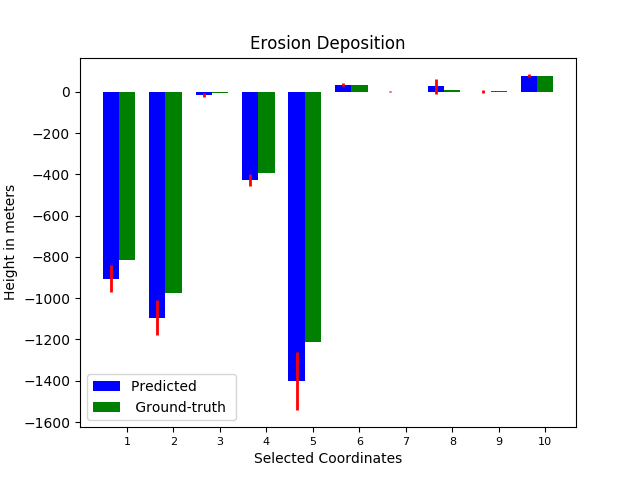 Erosion Deposition
Height in meters
0
−200
−400
−600
−800
−1000
−1200
−1400
−1600
Predicted
Ground-truth
1 2 3 4 5 6 7 8 9 10
Selected Coordinates